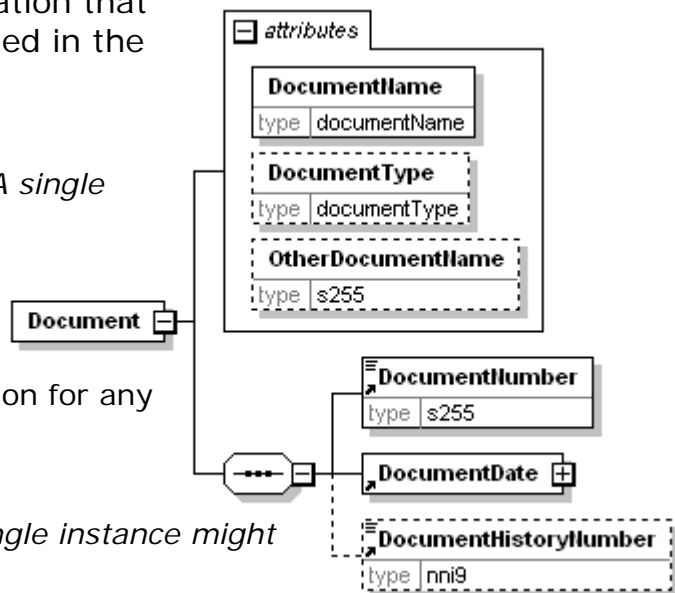 ation that
ed in the
A single
on for any
ngle instance might
attributes
DocumentName
type documentName
DocumentType
type documentType
OtherDocumentName
type s255
Document
DocumentNumber
type s255
DocumentDate
DocumentHistoryNumber
type nni9